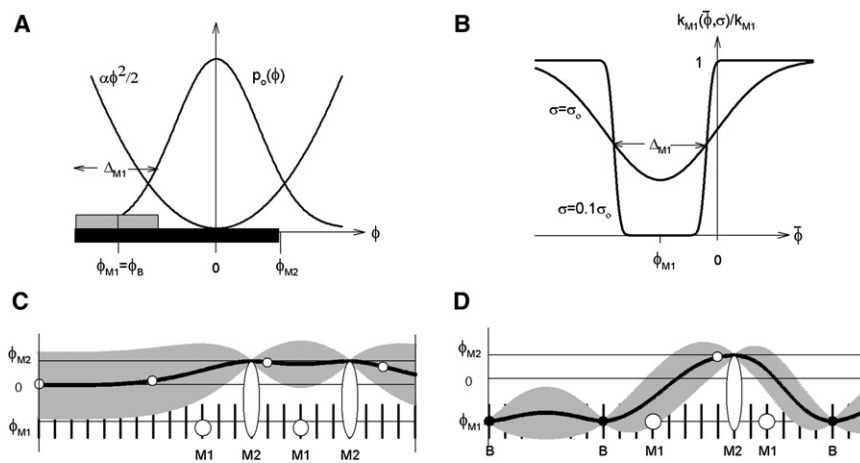 A
αϕ²/2
pₒ(ϕ)
Δ_M1
ϕ
ϕ_M1=ϕ_B
0
ϕ_M2
B
k_M1(ϕ̄,σ)/k_M1
1
σ=σₒ
Δ_M1
σ=0.1σₒ
ϕ̄
ϕ_M1
0
C
ϕ_M2
0
ϕ_M1
M1 M2 M1 M2
D
ϕ_M2
0
ϕ_M1
B B M1 M2 M1 B